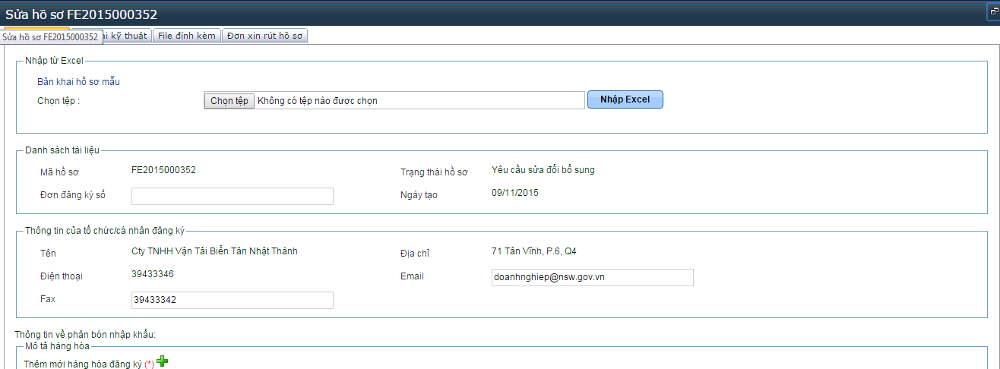 Sửa hồ sơ FE2015000352
Sửa hồ sơ FE2015000352 ai kỹ thuật File đính kèm Đơn xin rút hồ sơ
Nhập từ Excel
Bản khai hồ sơ mẫu
Chọn tệp : Chọn tệp Không có tệp nào được chọn Nhập Excel
Danh sách tài liệu
Mã hồ sơ FE2015000352 Trạng thái hồ sơ Yêu cầu sửa đổi bổ sung
Đơn đăng ký số Ngày tạo 09/11/2015
Thông tin của tổ chức/cá nhân đăng ký
Tên Cty TNHH Vận Tải Biển Tân Nhật Thành Địa chỉ 71 Tân Vĩnh, P.6, Q4
Điện thoại 39433346 Email doanhnghiep@nsw.gov.vn
Fax 39433342
Thông tin về phân bón nhập khẩu:
Mô tả hàng hóa
Thêm mới hàng hóa đăng ký (*)